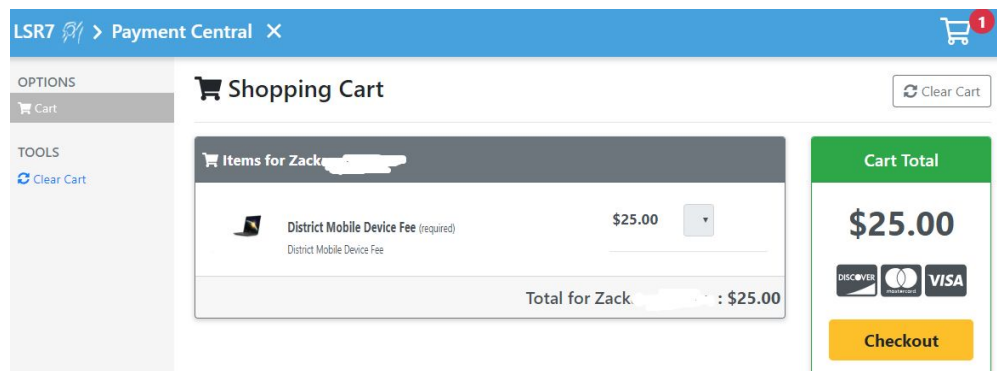 LSR7 > Payment Central ×
1
OPTIONS
Cart
TOOLS
Clear Cart
Shopping Cart
Clear Cart
Items for Zack
District Mobile Device Fee (required)
District Mobile Device Fee
$25.00
Total for Zack : $25.00
Cart Total
$25.00
DISCOVER mastercard VISA
Checkout